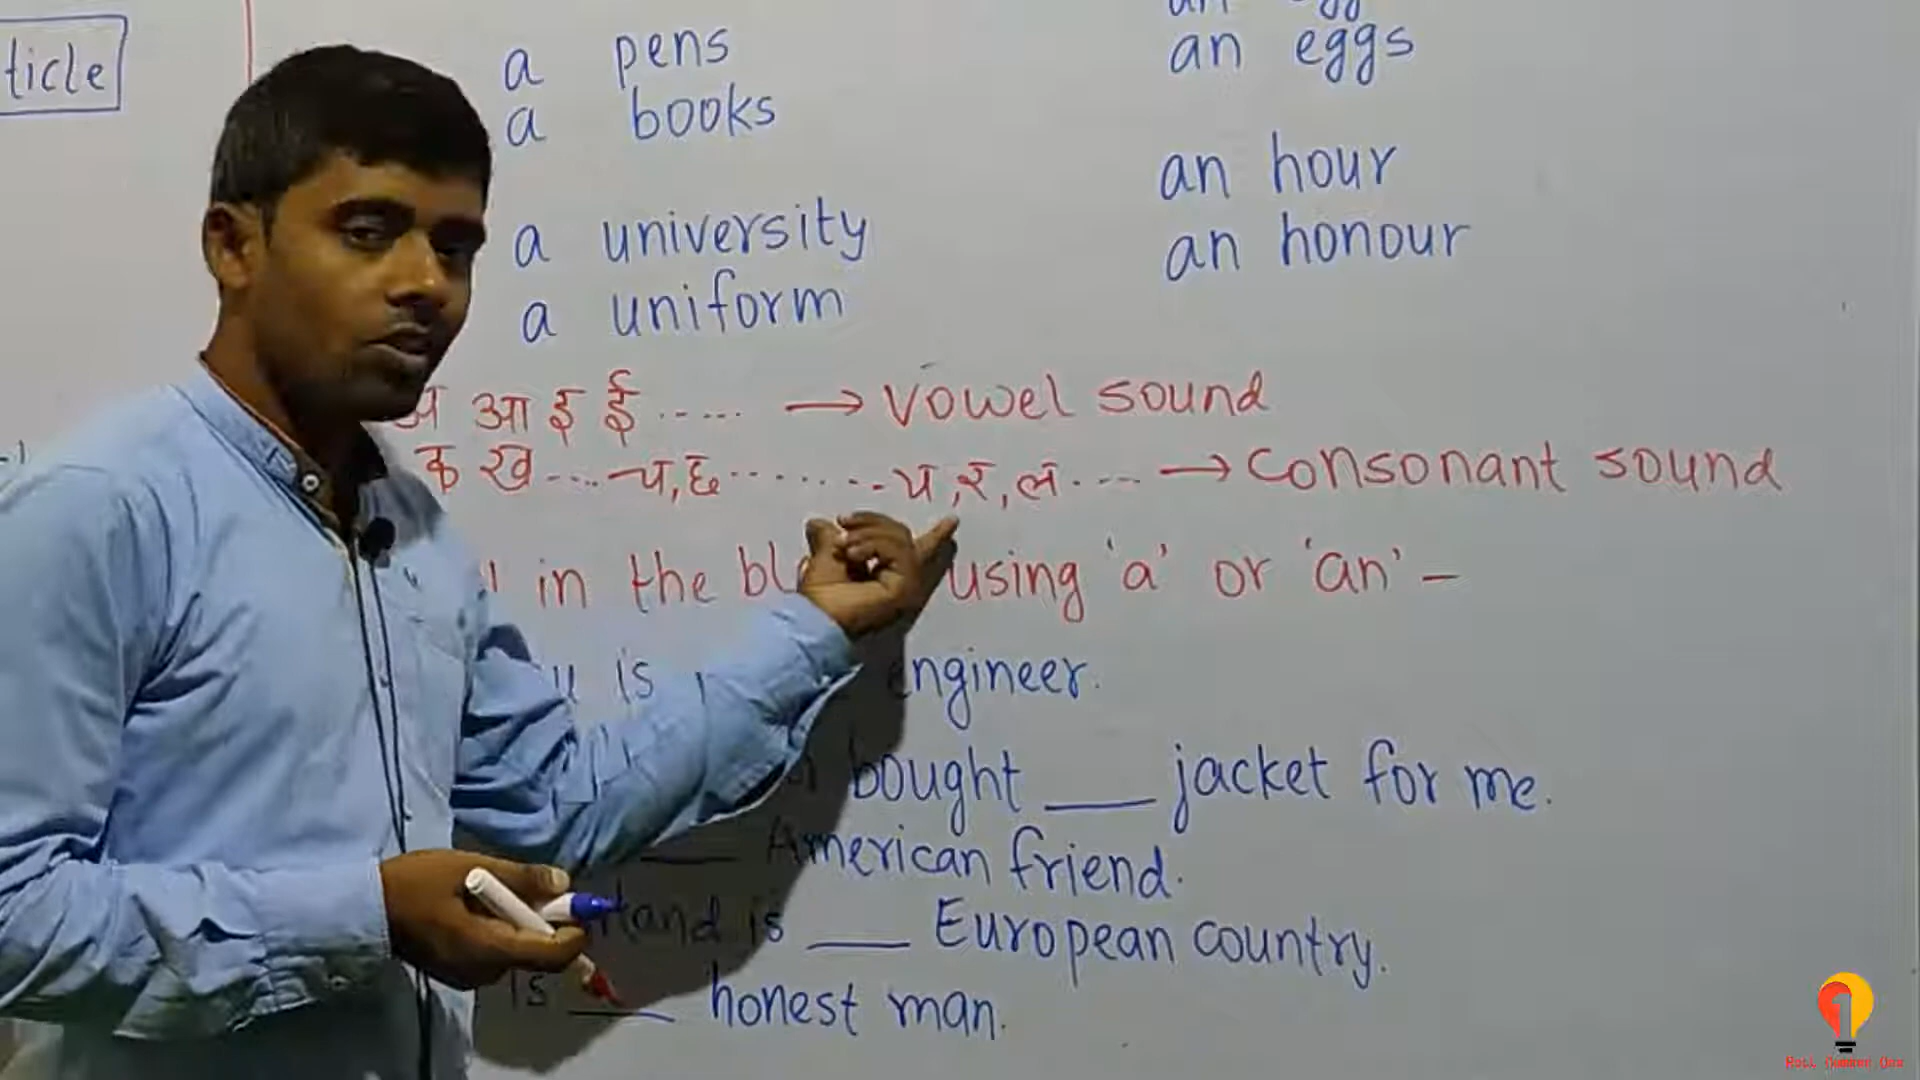 ticle
a pens
a books
an eggs
an hour
an honour
a university
a uniform
आ इ ई ..... → vowel sound
क ख ..... च, छ ......... य, र, ल .... → consonant sound
in the using 'a' or 'an' –
is engineer.
bought ___ jacket for me.
___ American friend.
is ___ European country.
is ___ honest man.